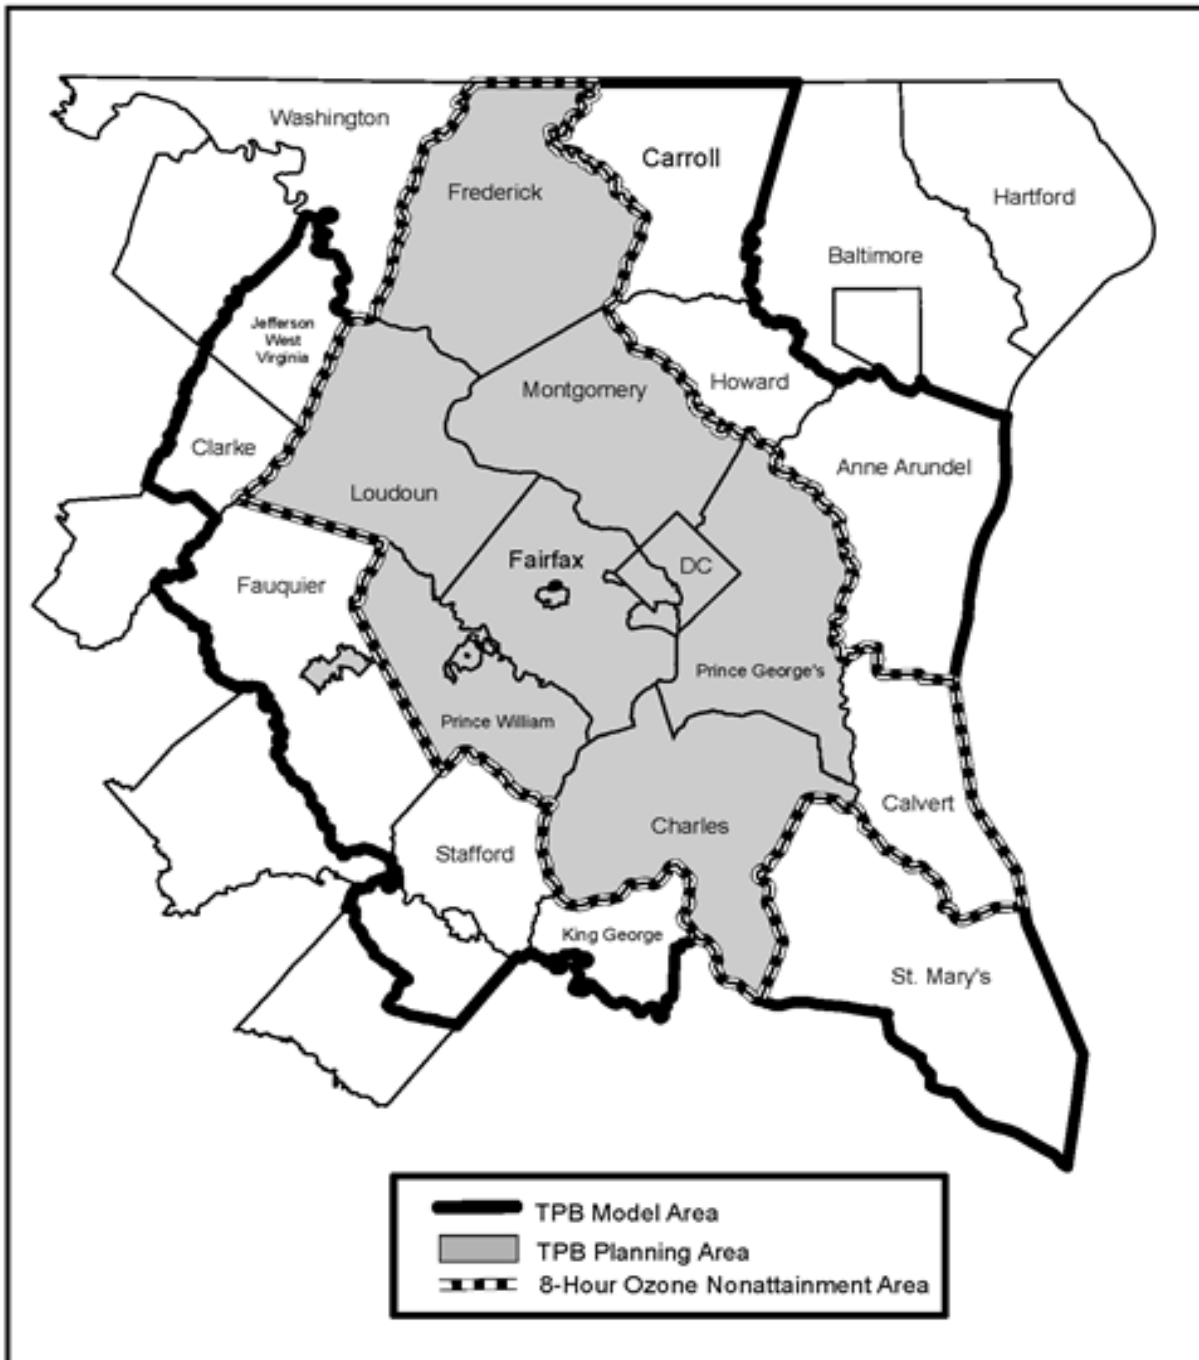 Washington
Frederick
Carroll
Hartford
Baltimore
Jefferson
West
Virginia
Montgomery
Howard
Clarke
Anne Arundel
Loudoun
Fairfax
DC
Fauquier
Prince George's
Prince William
Calvert
Charles
Stafford
King George
St. Mary's
TPB Model Area
TPB Planning Area
8-Hour Ozone Nonattainment Area